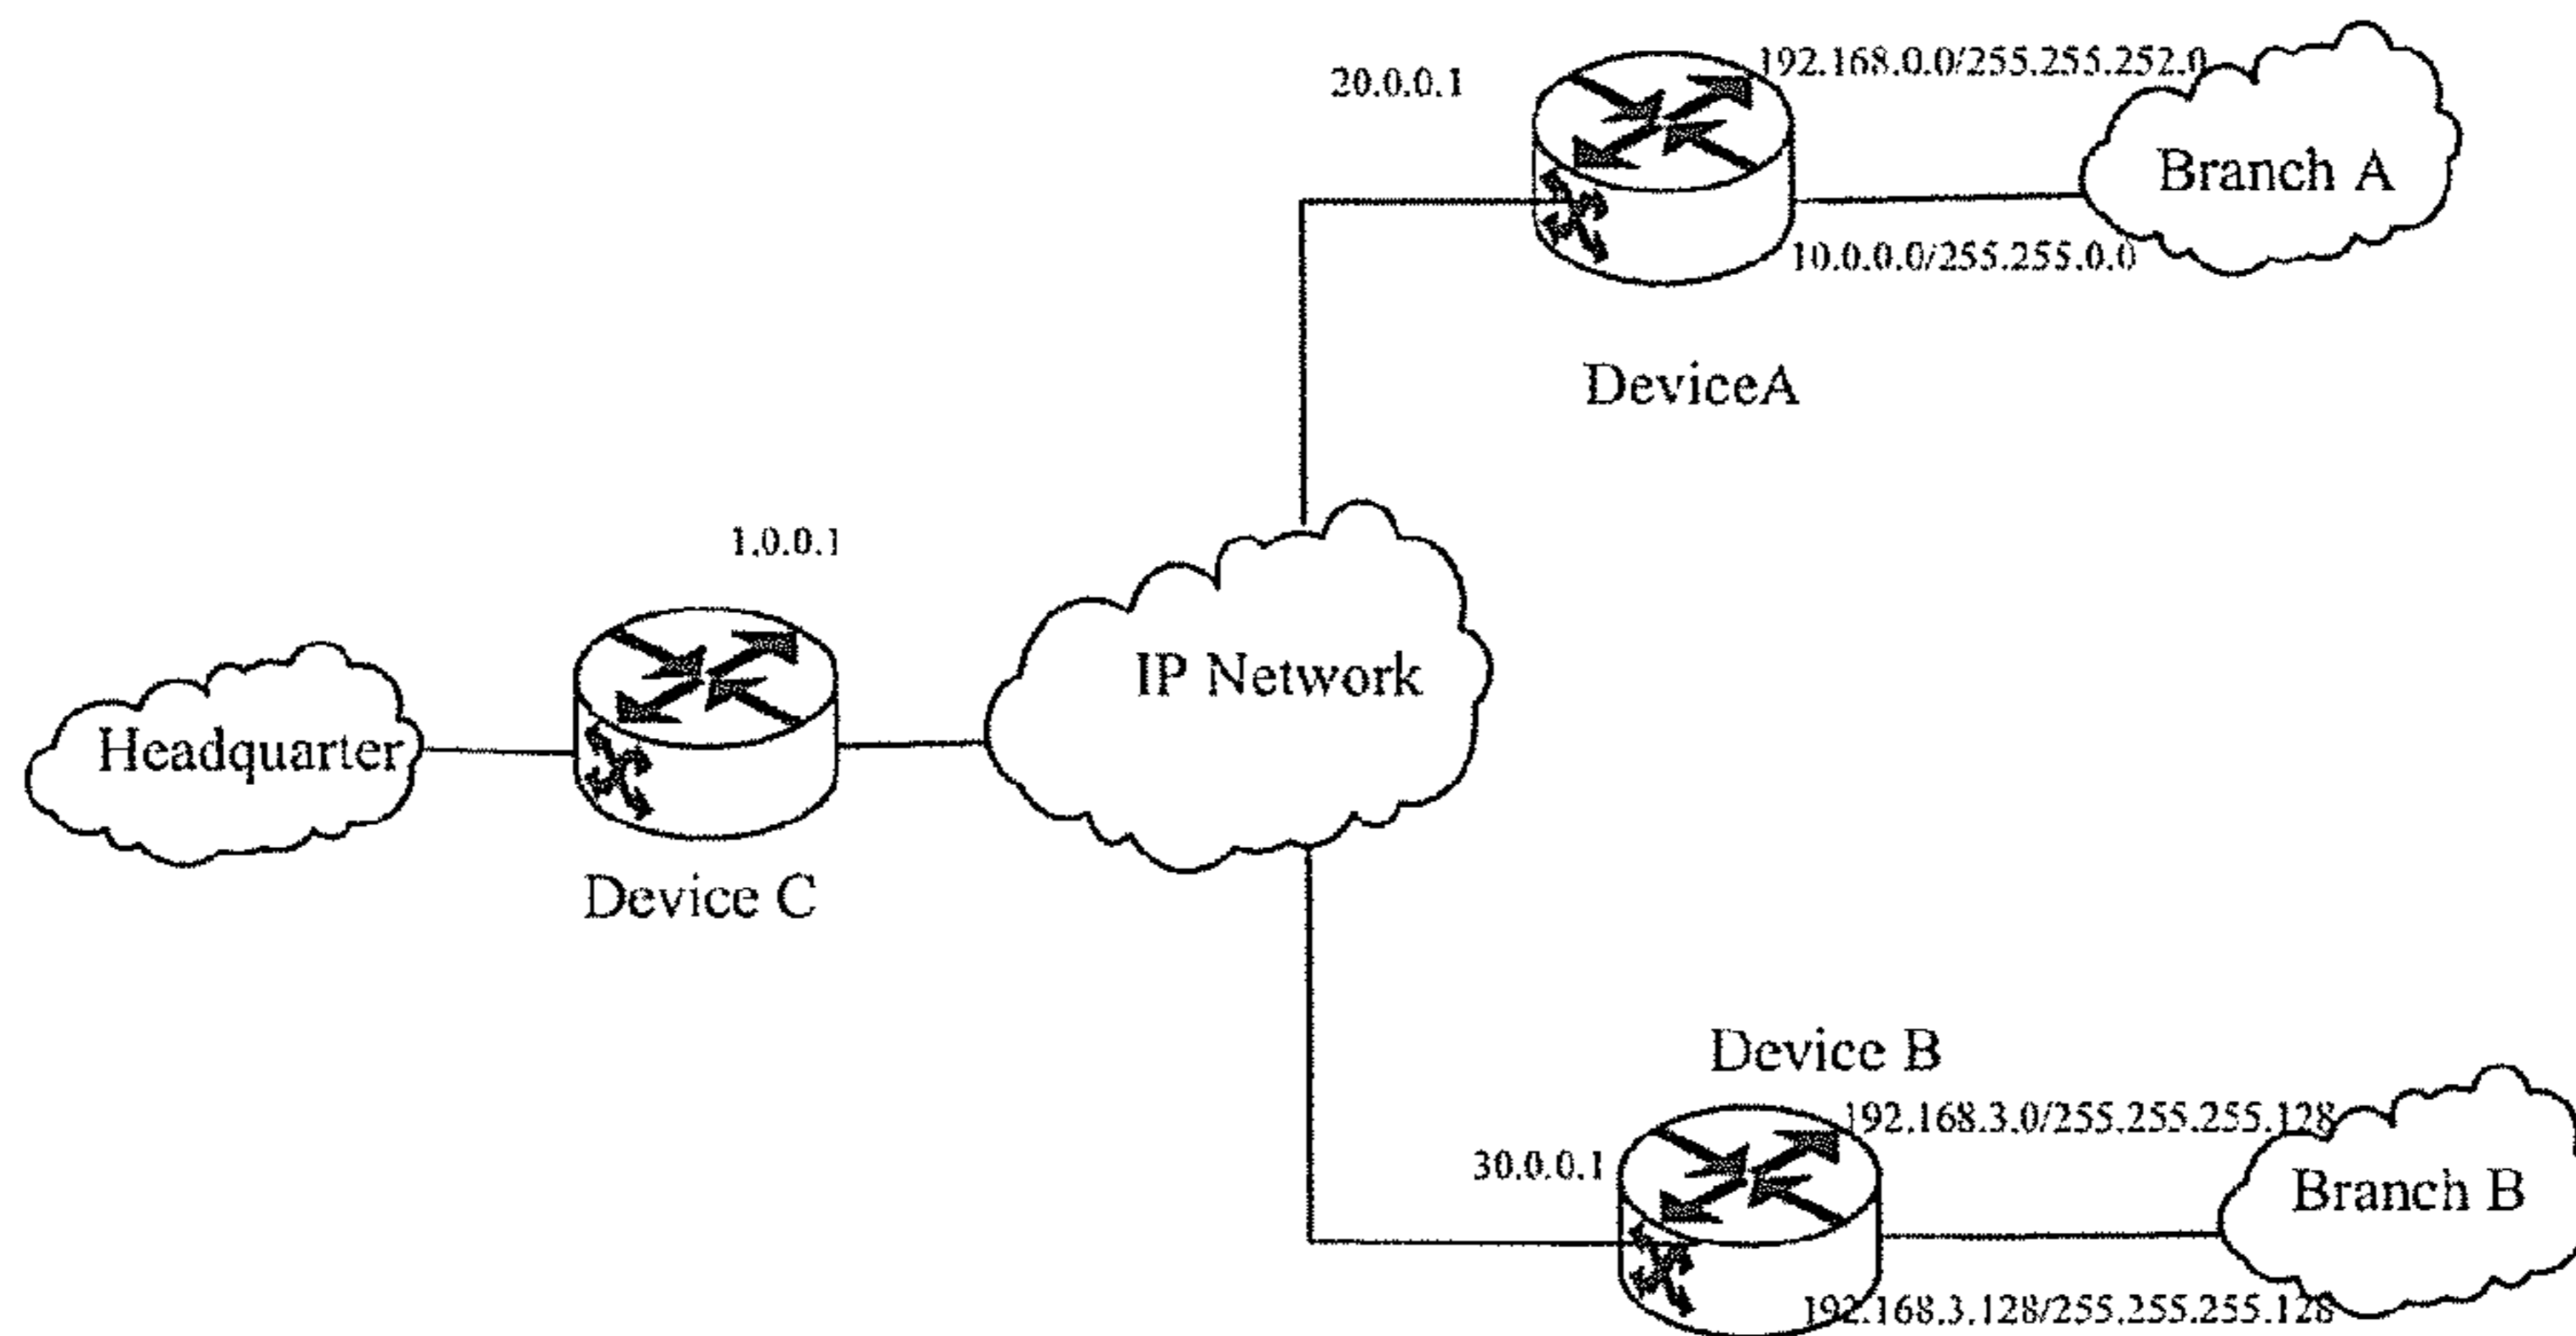 20.0.0.1
192.168.0.0/255.255.252.0
Branch A
10.0.0.0/255.255.0.0
DeviceA
1.0.0.1
IP Network
Headquarter
Device C
Device B
192.168.3.0/255.255.255.128
30.0.0.1
Branch B
192.168.3.128/255.255.255.128